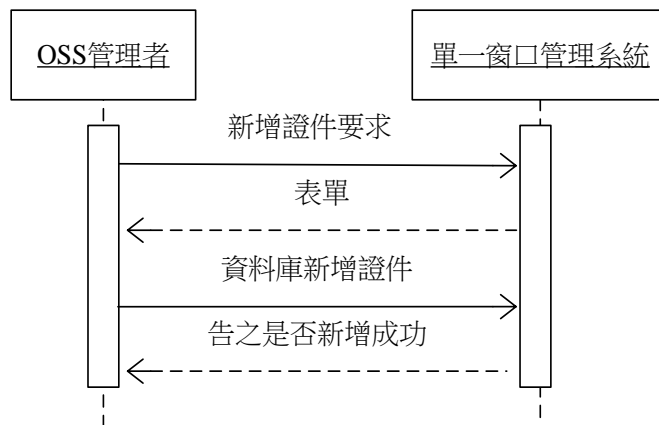 OSS管理者
單一窗口管理系統
新增證件要求
表單
資料庫新增證件
告之是否新增成功